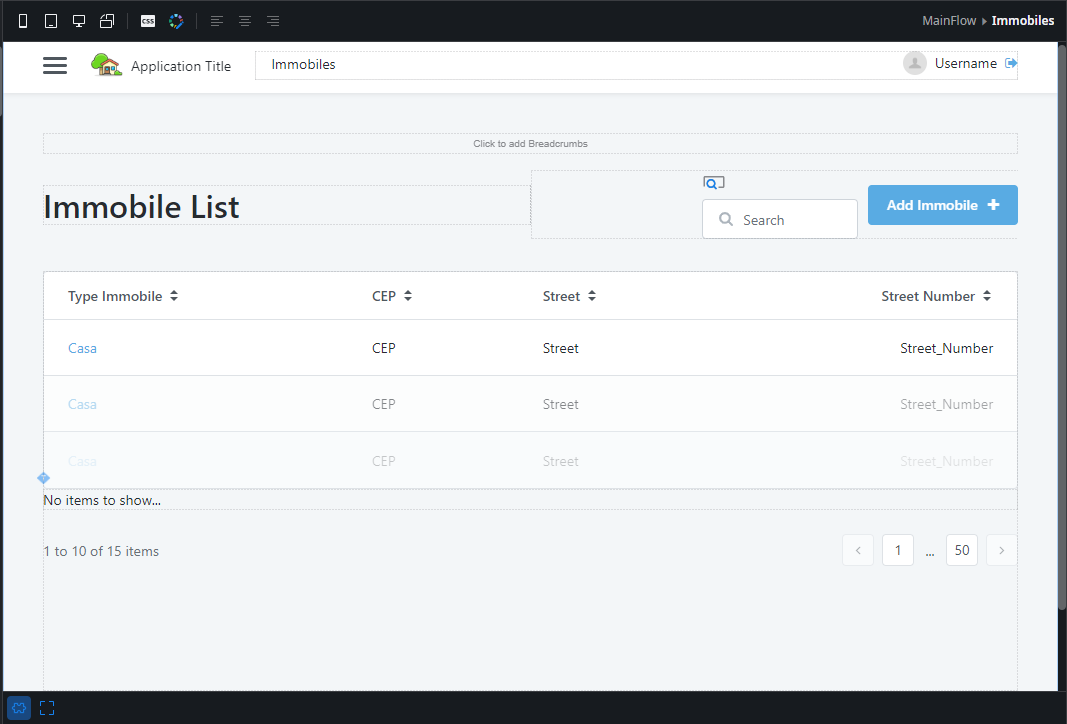 CSS
MainFlow Immobiles
Application Title
Immobiles
Username
Click to add Breadcrumbs
Immobile List
Search
Add Immobile
Type Immobile CEP Street Street Number
Casa CEP Street Street_Number
Casa CEP Street Street_Number
Casa CEP Street Street_Number
No items to show...
1 to 10 of 15 items
1 ... 50